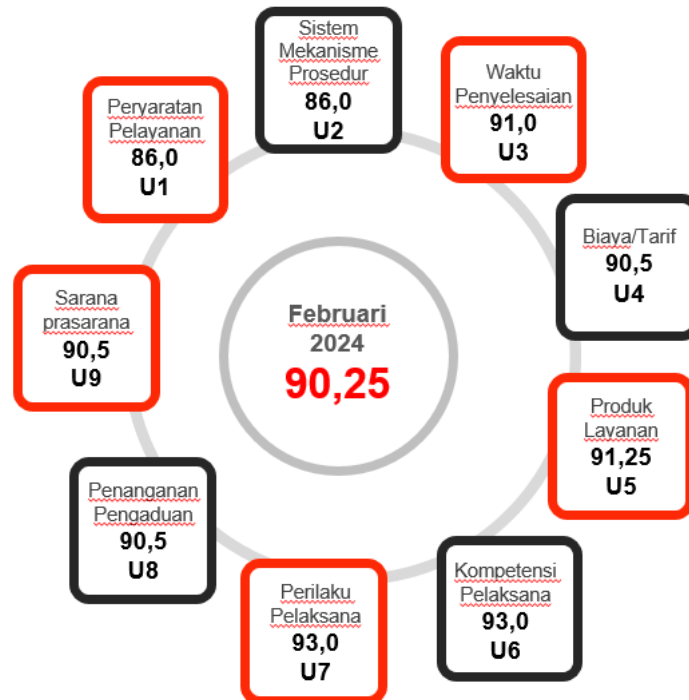 Sistem
Mekanisme
Prosedur
86,0
U2
Waktu
Penyelesaian
91,0
U3
Biaya/Tarif
90,5
U4
Produk
Layanan
91,25
U5
Kompetensi
Pelaksana
93,0
U6
Perilaku
Pelaksana
93,0
U7
Penanganan
Pengaduan
90,5
U8
Sarana
prasarana
90,5
U9
Peryaratan
Pelayanan
86,0
U1
Februari
2024
90,25